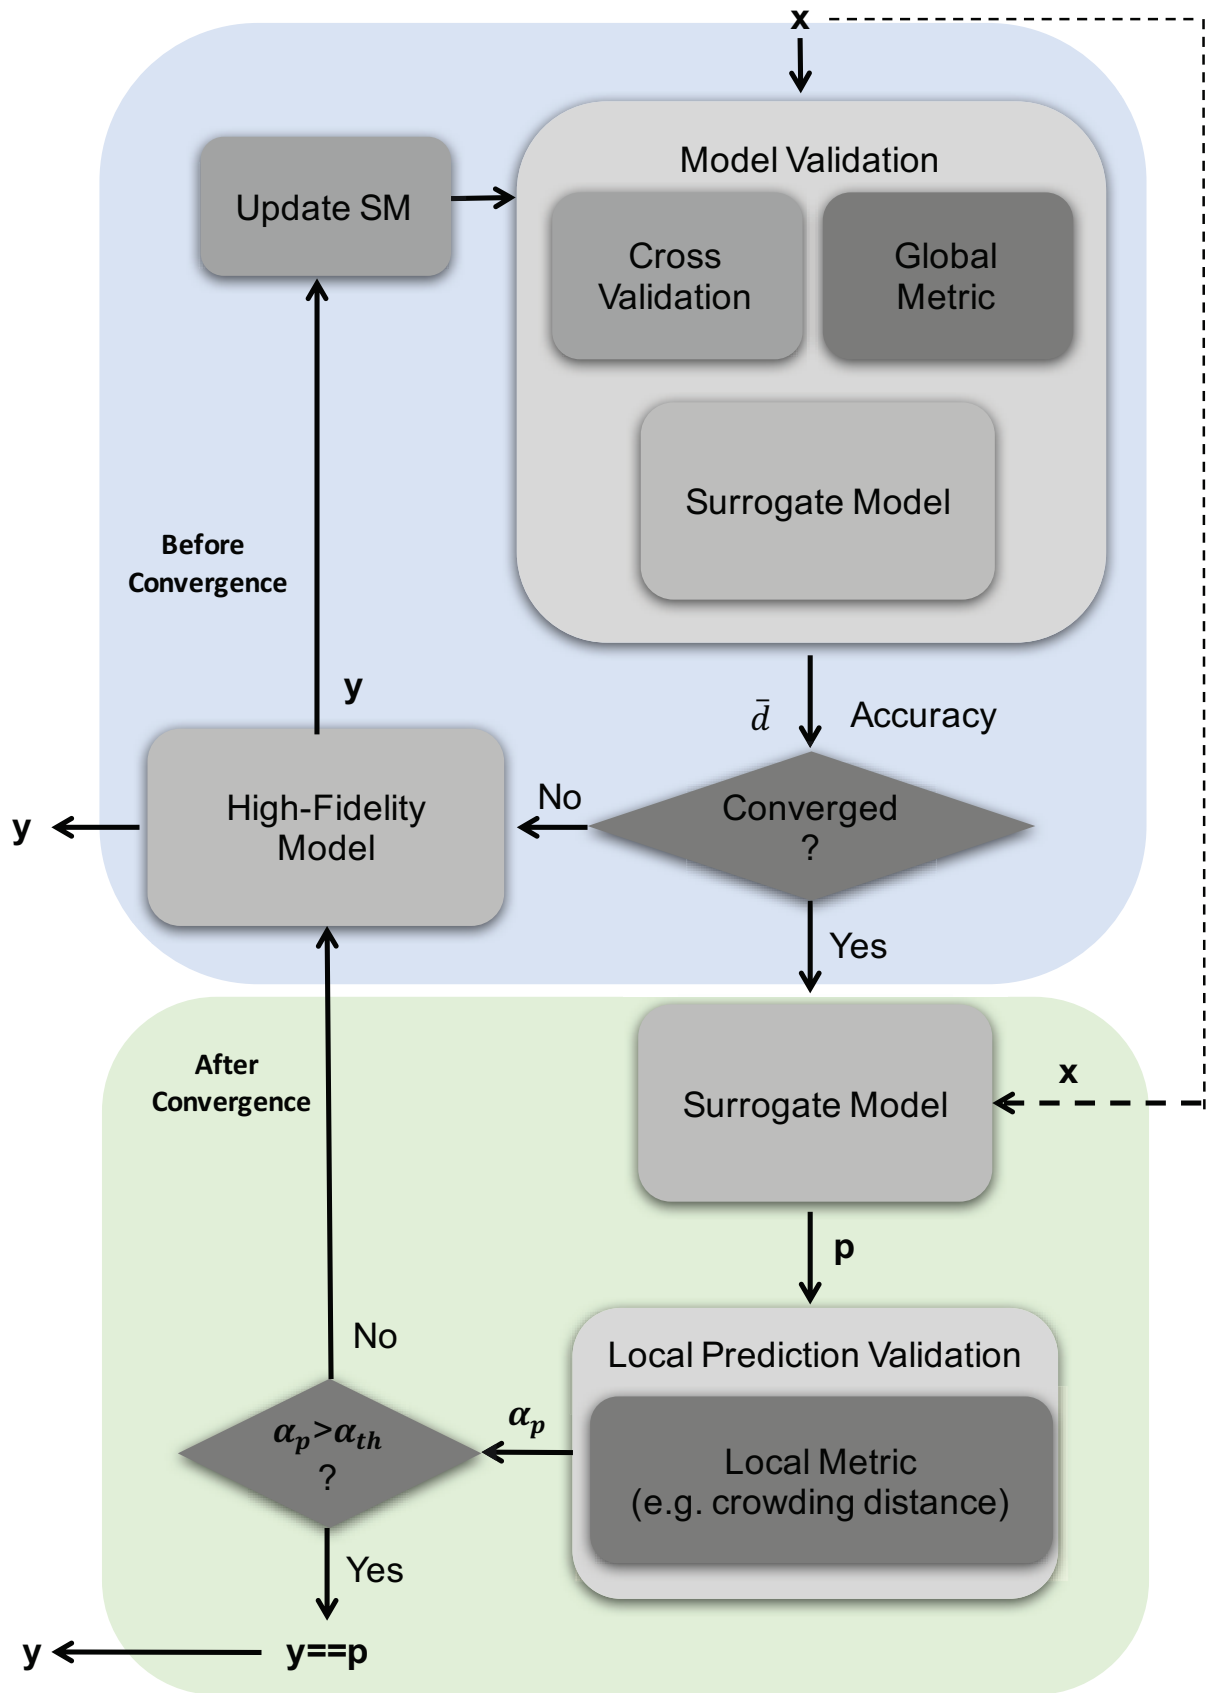 x
Model Validation
Update SM
Cross
Validation
Global
Metric
Surrogate Model
Before
Convergence
y
d̄
Accuracy
High-Fidelity
Model
No
Converged
?
y
Yes
After
Convergence
Surrogate Model
x
p
No
Local Prediction Validation
αₚ>αₜₕ
?
αₚ
Local Metric
(e.g. crowding distance)
Yes
y
y==p